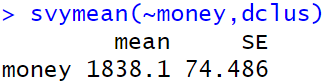 > svymean(~money,dclus)
mean SE
money 1838.1 74.486